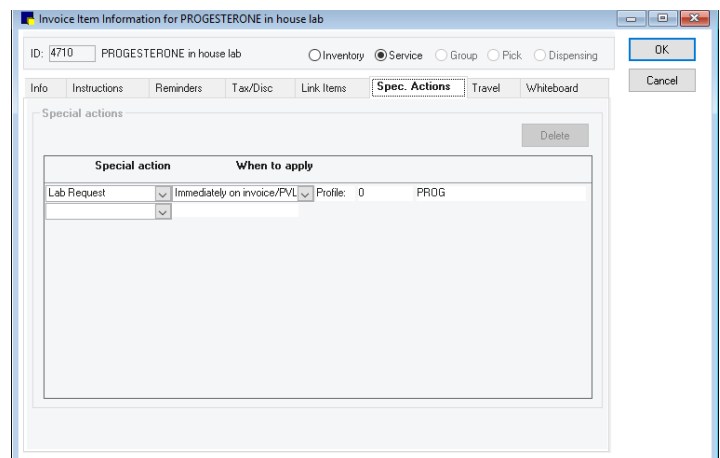 Invoice Item Information for PROGESTERONE in house lab
ID: 4710 PROGESTERONE in house lab Inventory Service Group Pick Dispensing
OK
Cancel
Info Instructions Reminders Tax/Disc Link Items Spec. Actions Travel Whiteboard
Special actions
Delete
Special action When to apply
Lab Request Immediately on invoice/PVL Profile: 0 PROG